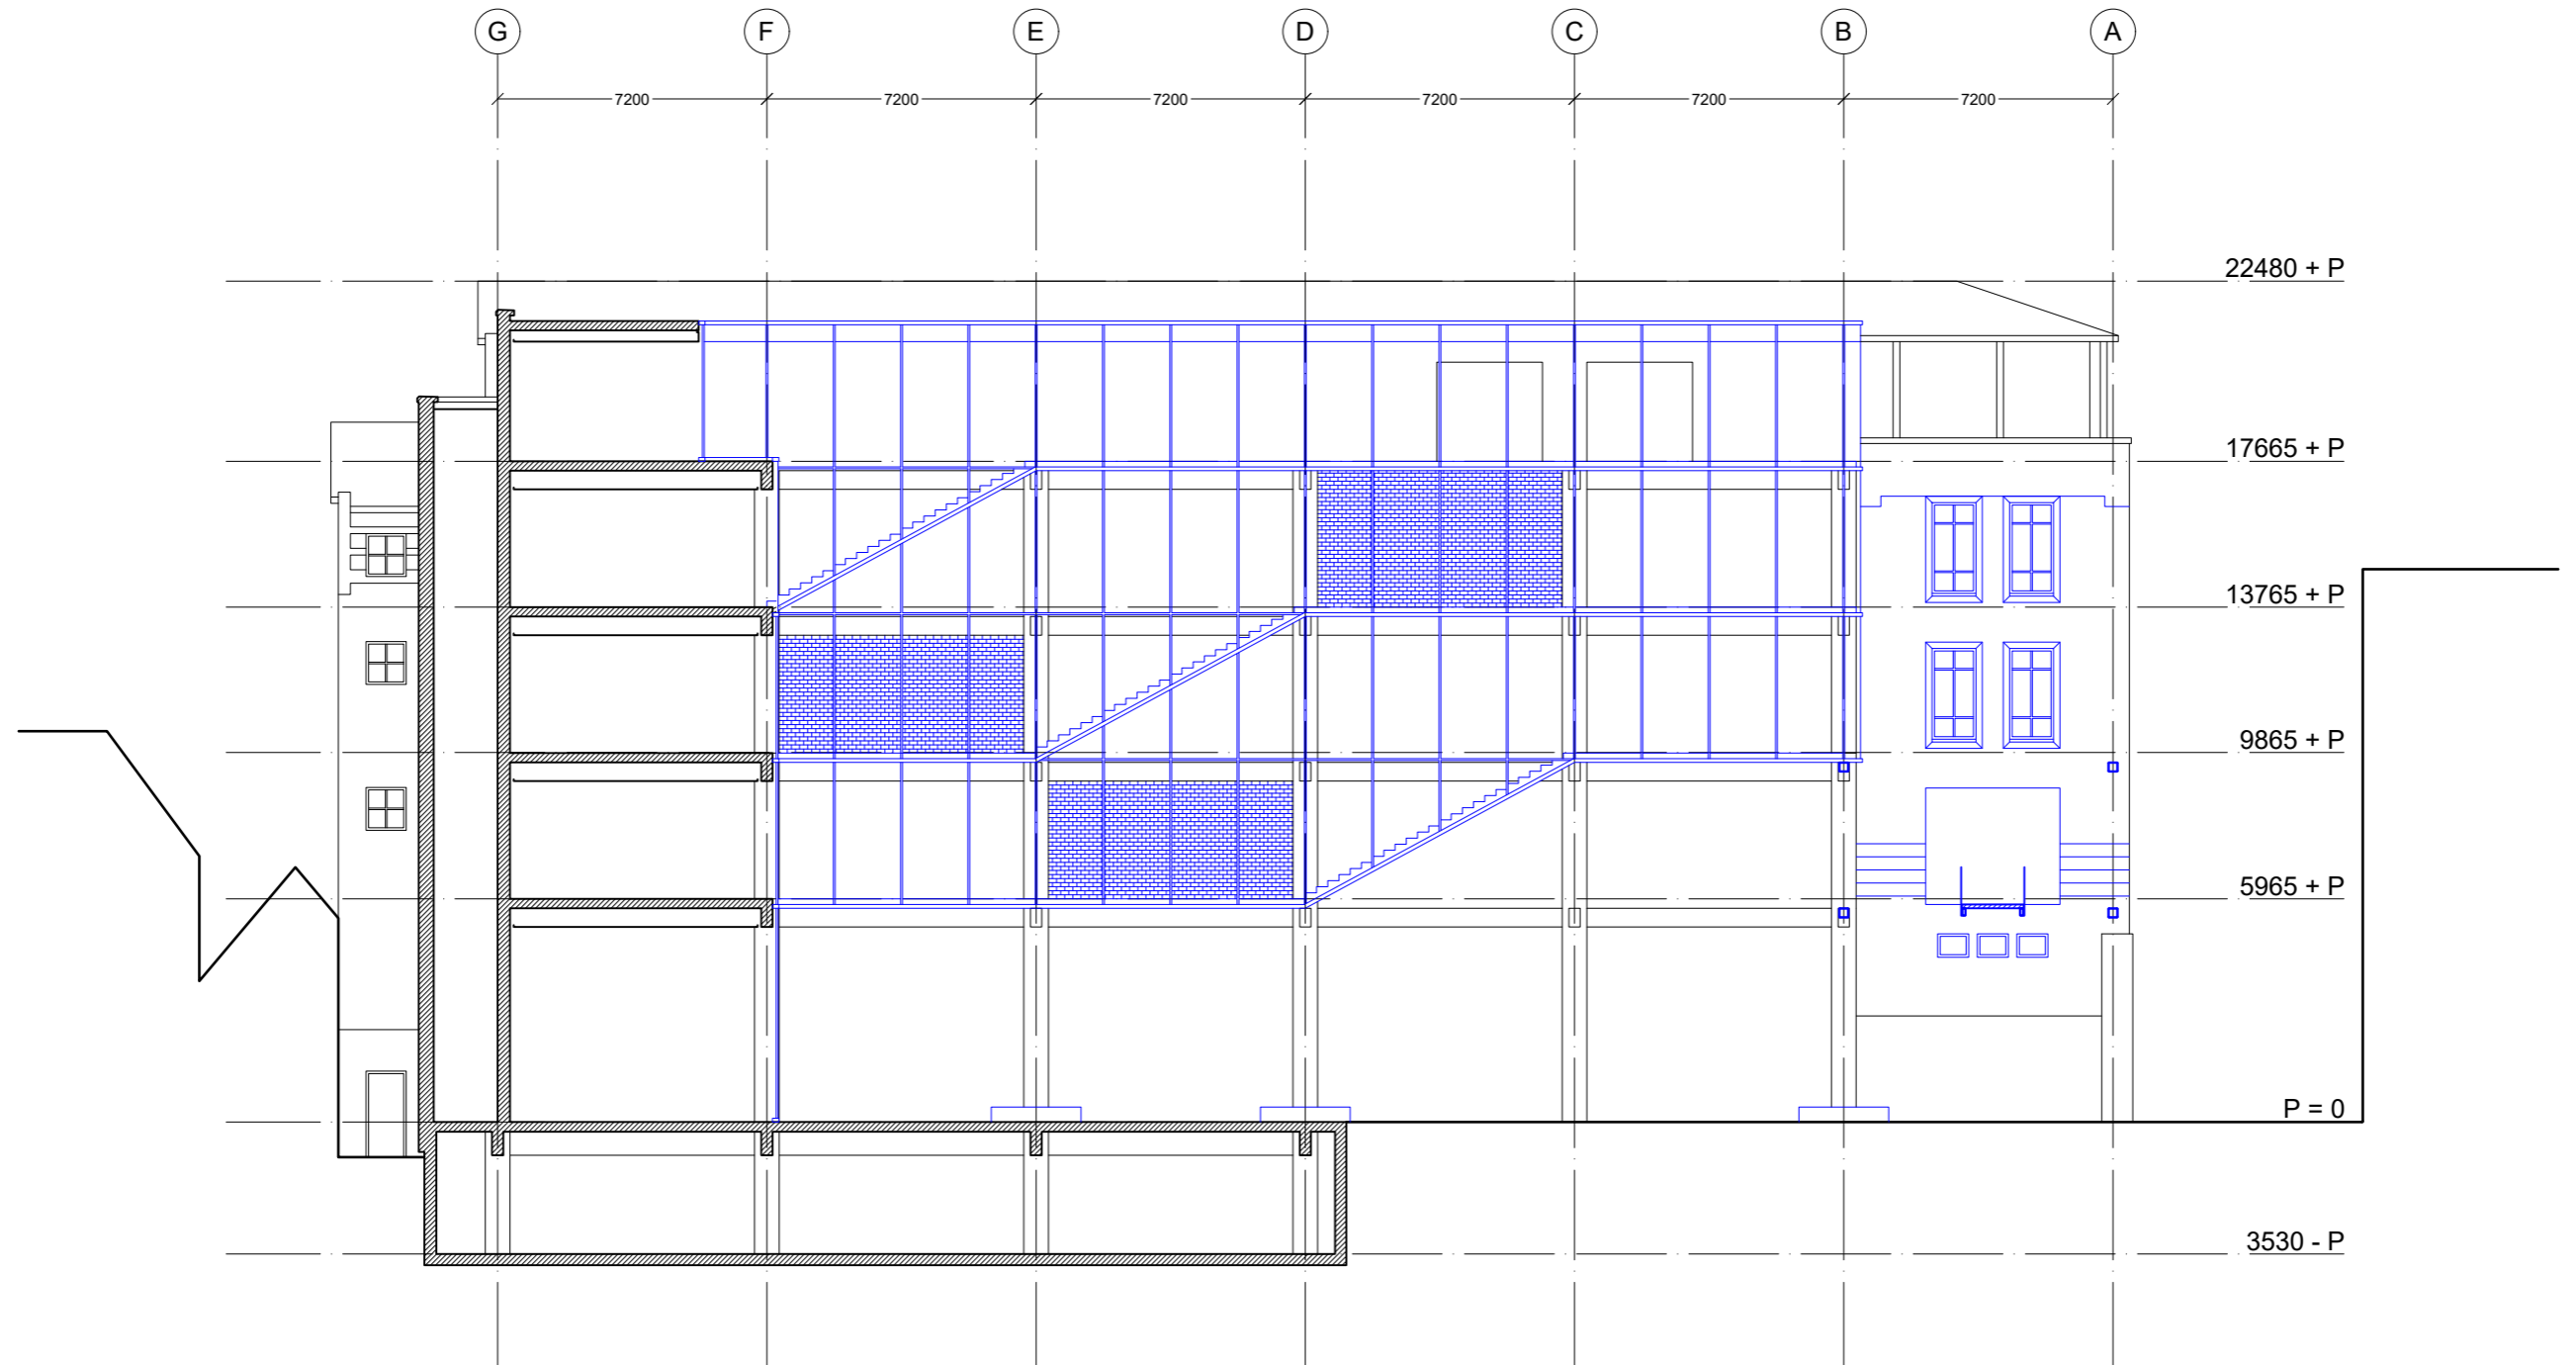 G F E D C B A
7200 7200 7200 7200 7200 7200
22480 + P
17665 + P
13765 + P
9865 + P
5965 + P
P = 0
3530 - P